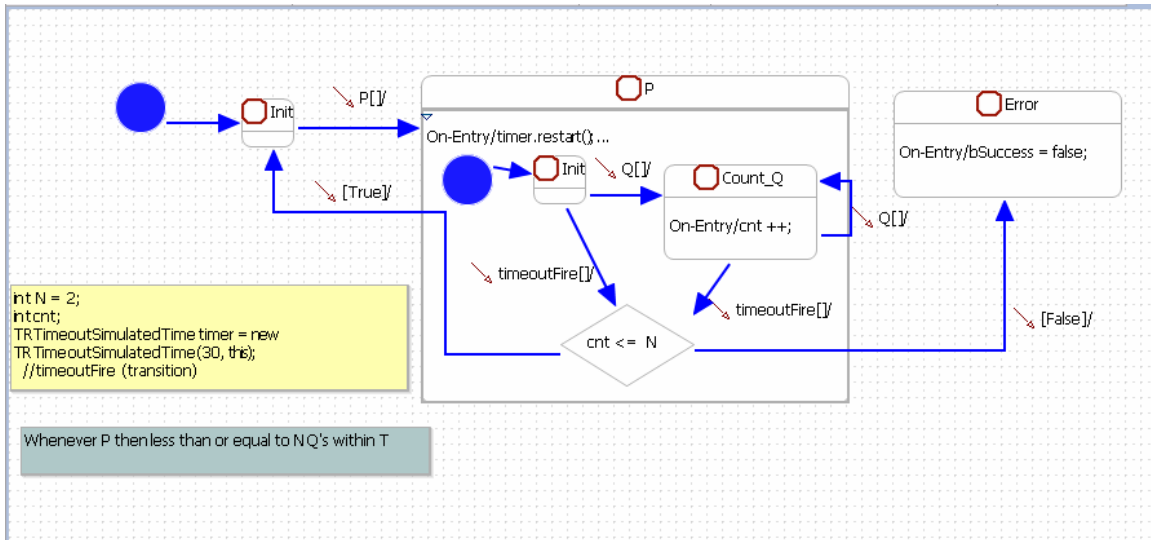 Init
P[]/
P
On-Entry/timer.restart(); ...
Init
Q[]/
Count_Q
On-Entry/cnt ++;
Q[]/
Error
On-Entry/bSuccess = false;
[True]/
timeoutFire[]/
timeoutFire[]/
[False]/
cnt <= N
int N = 2;
int cnt;
TRTimeoutSimulatedTime timer = new
TRTimeoutSimulatedTime(30, this);
//timeoutFire (transition)
Whenever P then less than or equal to N Q's within T